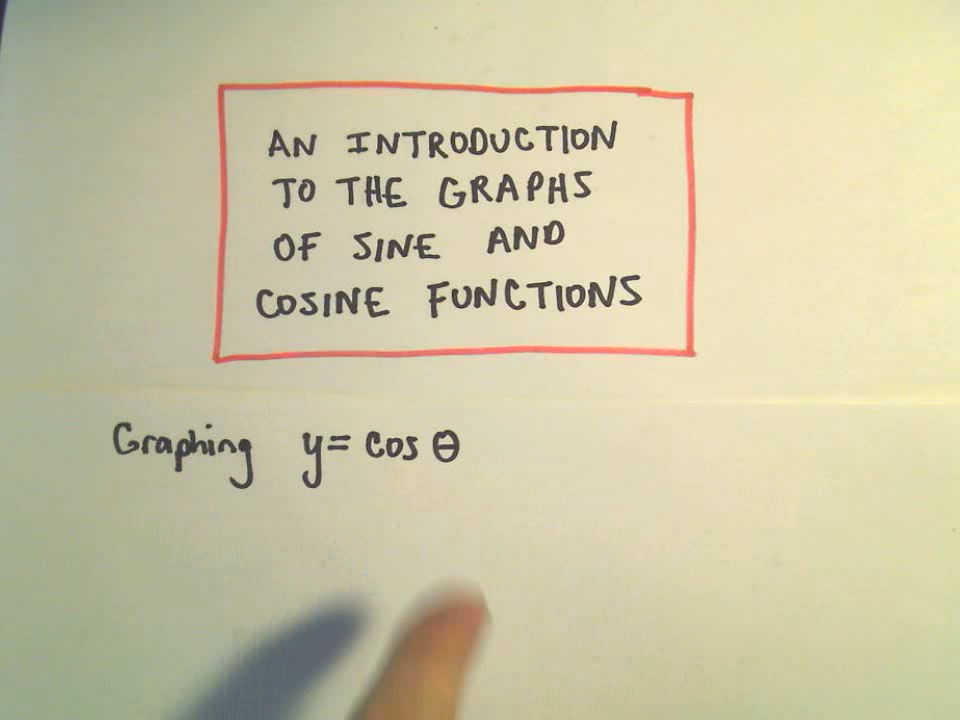 AN INTRODUCTION
TO THE GRAPHS
OF SINE AND
COSINE FUNCTIONS
Graphing y = cos θ